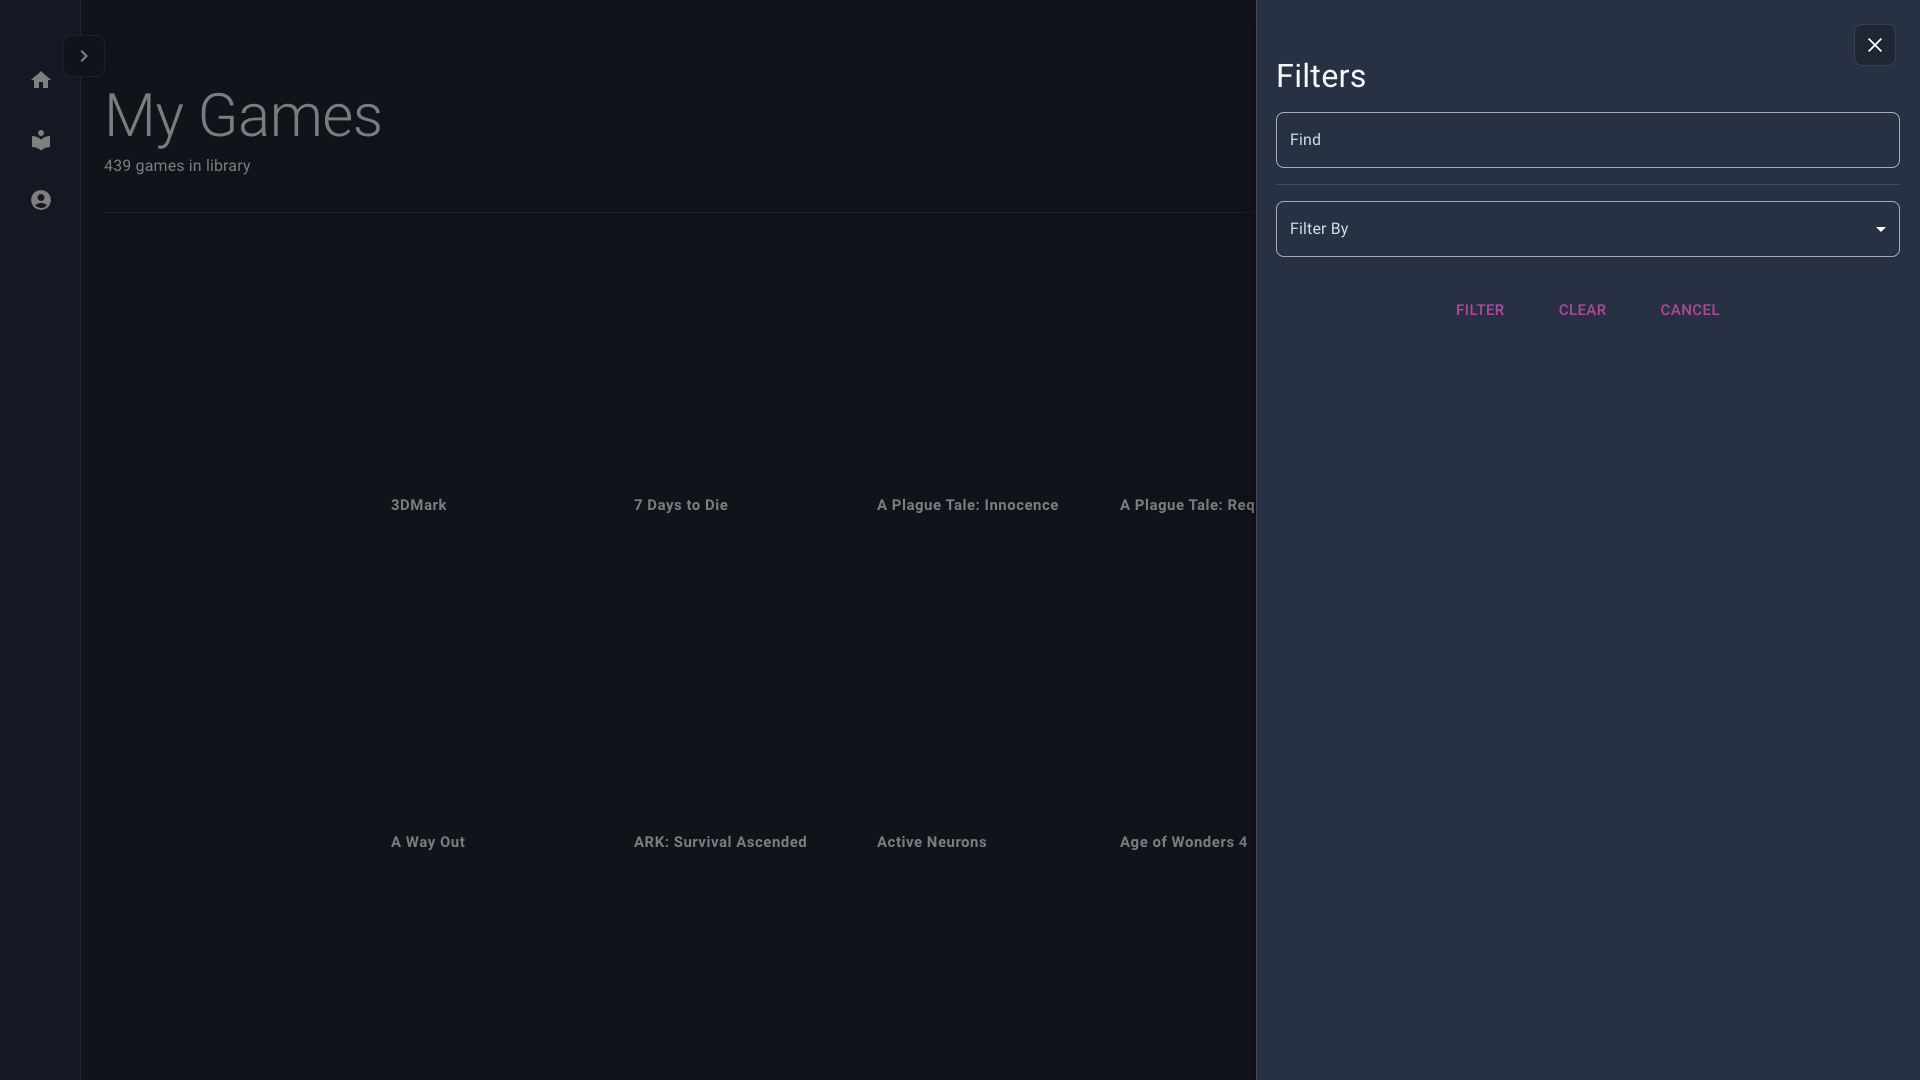 My Games
439 games in library
3DMark
7 Days to Die
A Plague Tale: Innocence
A Plague Tale: Req
A Way Out
ARK: Survival Ascended
Active Neurons
Age of Wonders 4
Filters
Find
Filter By
FILTER
CLEAR
CANCEL